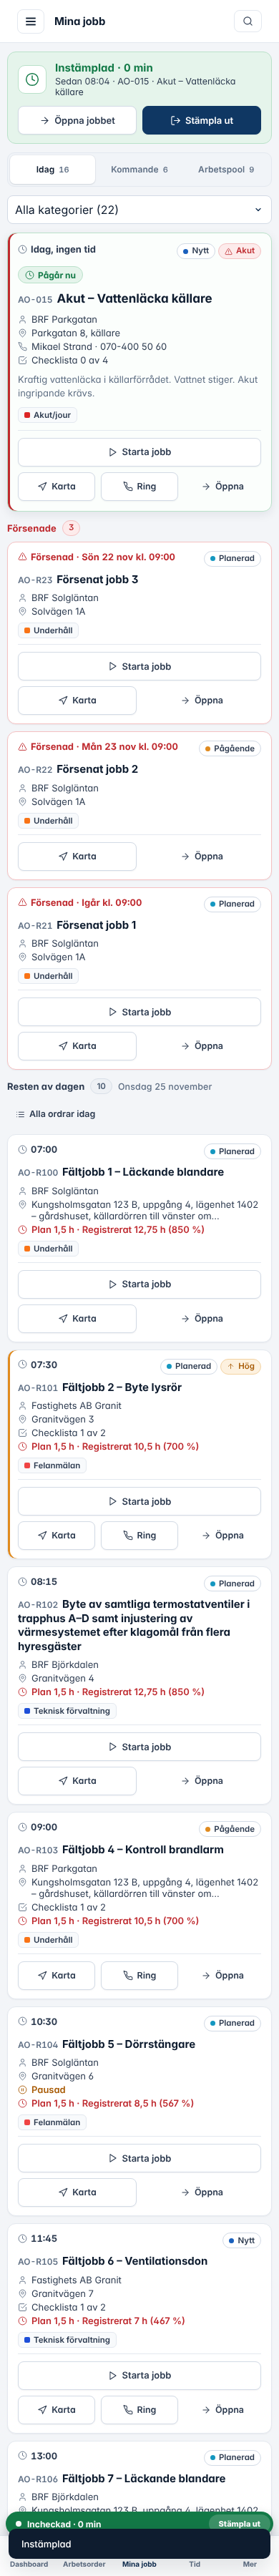 Mina jobb
Instämplad · 0 min
Sedan 08:04 · AO-015 · Akut – Vattenläcka
källare
Öppna jobbet
Stämpla ut
Idag 16
Kommande 6
Arbetspool 9
Alla kategorier (22)
Idag, ingen tid
Nytt
Akut
Pågår nu
AO-015 Akut – Vattenläcka källare
BRF Parkgatan
Parkgatan 8, källare
Mikael Strand · 070-400 50 60
Checklista 0 av 4
Kraftig vattenläcka i källarförrådet. Vattnet stiger. Akut
ingripande krävs.
Akut/jour
Starta jobb
Karta
Ring
Öppna
Försenade 3
Försenad · Sön 22 nov kl. 09:00
Planerad
AO-R23 Försenat jobb 3
BRF Solgläntan
Solvägen 1A
Underhåll
Starta jobb
Karta
Öppna
Försenad · Mån 23 nov kl. 09:00
Pågående
AO-R22 Försenat jobb 2
BRF Solgläntan
Solvägen 1A
Underhåll
Karta
Öppna
Försenad · Igår kl. 09:00
Planerad
AO-R21 Försenat jobb 1
BRF Solgläntan
Solvägen 1A
Underhåll
Starta jobb
Karta
Öppna
Resten av dagen 10 Onsdag 25 november
Alla ordrar idag
07:00
Planerad
AO-R100 Fältjobb 1 – Läckande blandare
BRF Solgläntan
Kungsholmsgatan 123 B, uppgång 4, lägenhet 1402
– gårdshuset, källardörren till vänster om...
Plan 1,5 h · Registrerat 12,75 h (850 %)
Underhåll
Starta jobb
Karta
Öppna
07:30
Planerad
Hög
AO-R101 Fältjobb 2 – Byte lysrör
Fastighets AB Granit
Granitvägen 3
Checklista 1 av 2
Plan 1,5 h · Registrerat 10,5 h (700 %)
Felanmälan
Starta jobb
Karta
Ring
Öppna
08:15
Planerad
AO-R102 Byte av samtliga termostatventiler i
trapphus A–D samt injustering av
värmesystemet efter klagomål från flera
hyresgäster
BRF Björkdalen
Granitvägen 4
Plan 1,5 h · Registrerat 12,75 h (850 %)
Teknisk förvaltning
Starta jobb
Karta
Öppna
09:00
Pågående
AO-R103 Fältjobb 4 – Kontroll brandlarm
BRF Parkgatan
Kungsholmsgatan 123 B, uppgång 4, lägenhet 1402
– gårdshuset, källardörren till vänster om...
Checklista 1 av 2
Plan 1,5 h · Registrerat 10,5 h (700 %)
Underhåll
Karta
Ring
Öppna
10:30
Planerad
AO-R104 Fältjobb 5 – Dörrstängare
BRF Solgläntan
Granitvägen 6
Pausad
Plan 1,5 h · Registrerat 8,5 h (567 %)
Felanmälan
Starta jobb
Karta
Öppna
11:45
Nytt
AO-R105 Fältjobb 6 – Ventilationsdon
Fastighets AB Granit
Granitvägen 7
Checklista 1 av 2
Plan 1,5 h · Registrerat 7 h (467 %)
Teknisk förvaltning
Starta jobb
Karta
Ring
Öppna
13:00
Planerad
AO-R106 Fältjobb 7 – Läckande blandare
BRF Björkdalen
Kungsholmsgatan 123 B, uppgång 4, lägenhet 1402
Incheckad · 0 min
Stämpla ut
Instämplad
Dashboard
Arbetsorder
Mina jobb
Tid
Mer